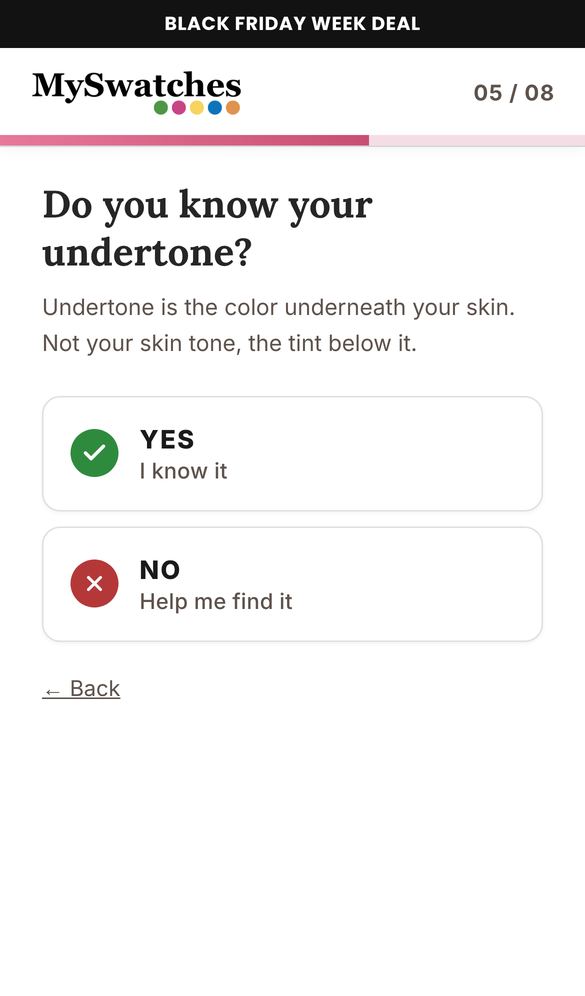 BLACK FRIDAY WEEK DEAL
MySwatches
05 / 08
Do you know your
undertone?
Undertone is the color underneath your skin.
Not your skin tone, the tint below it.
YES
I know it
NO
Help me find it
← Back